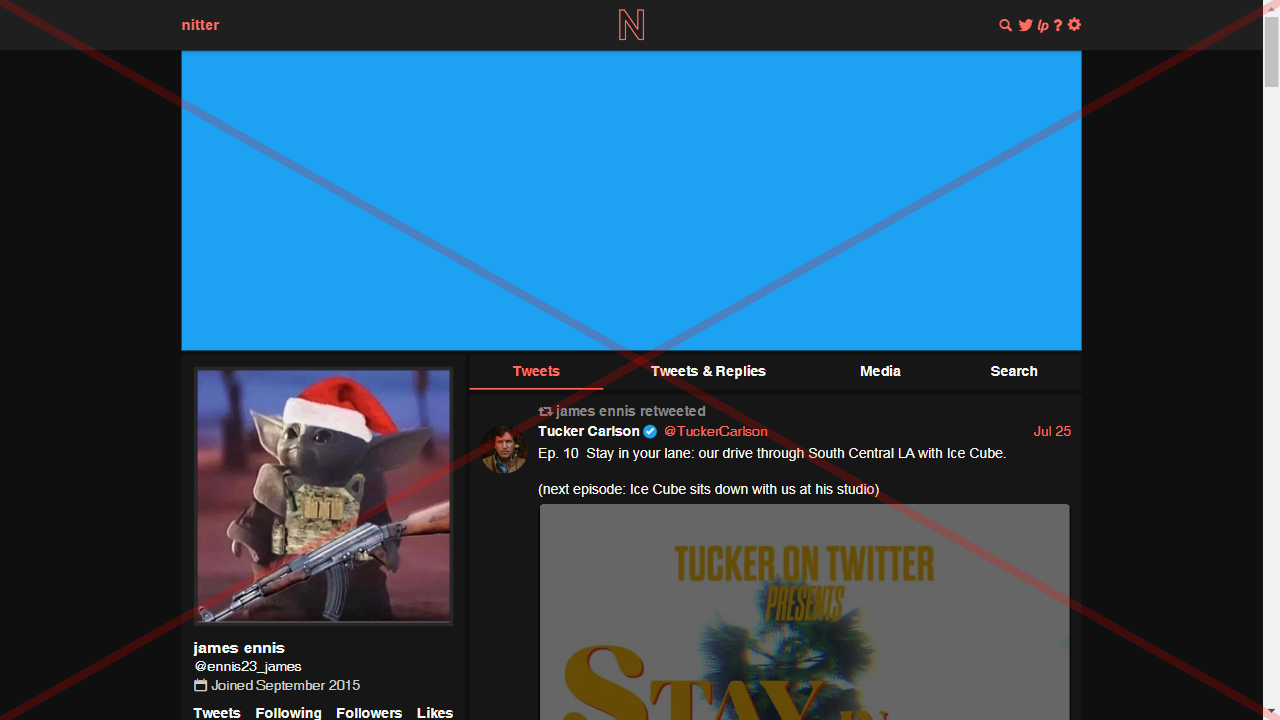 nitter
N
lp ?
Tweets
Tweets & Replies
Media
Search
james ennis retweeted
Tucker Carlson @TuckerCarlson Jul 25
Ep. 10 Stay in your lane: our drive through South Central LA with Ice Cube.
(next episode: Ice Cube sits down with us at his studio)
TUCKER ON TWITTER
PRESENTS
STAY IN
james ennis
@ennis23_james
Joined September 2015
Tweets Following Followers Likes